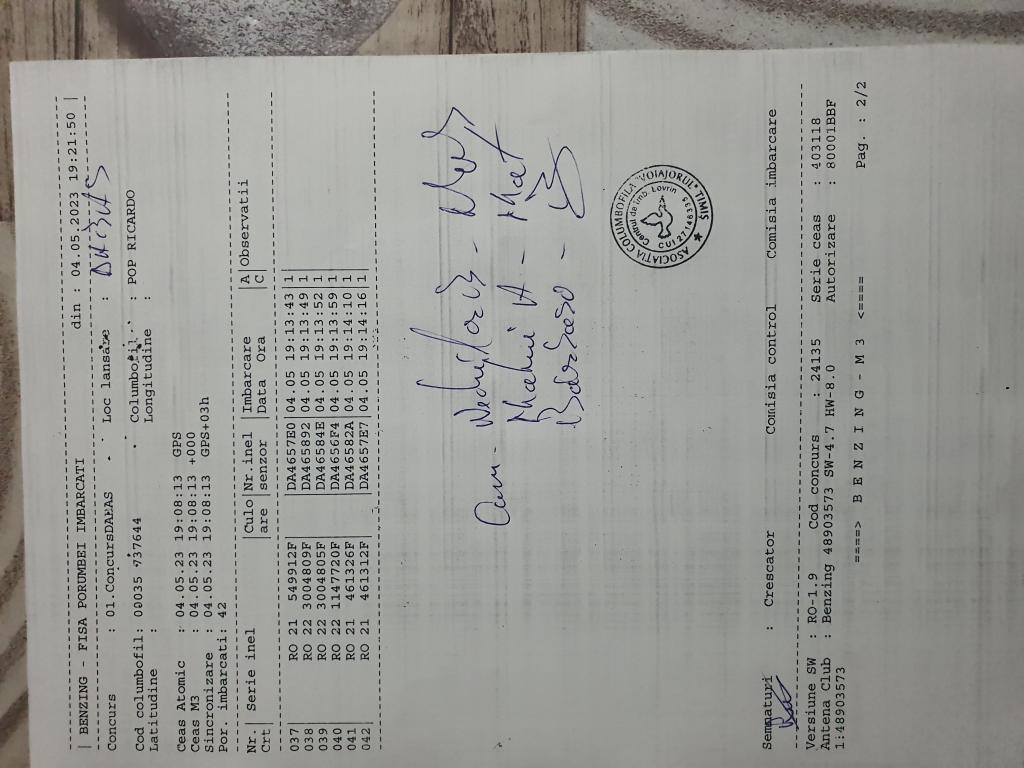 | BENZING - FISA PORUMBEI IMBARCATI din : 04.05.2023 19:21:50 |
Concurs : 01.ConcursDAEAS Loc lansare :
Cod columbofil: 00035 737644 Columbofil : POP RICARDO
Latitudine : Longitudine :
Ceas Atomic : 04.05.23 19:08:13 GPS
Ceas M3 : 04.05.23 19:08:13 +000
Sincronizare : 04.05.23 19:08:13 GPS+03h
Por. imbarcati: 42
Nr.| Serie inel |Culo|Nr.inel |Imbarcare |A|Observatii
Crt| |are |senzor |Data Ora |C|
037| RO 21 549912F| |DA4657E0|04.05 19:13:43|1|
038| RO 22 3004809F| |DA465892|04.05 19:13:49|1|
039| RO 22 3004805F| |DA46584E|04.05 19:13:52|1|
040| RO 22 1147720F| |DA4656F4|04.05 19:13:59|1|
041| RO 21 461326F| |DA46582A|04.05 19:14:10|1|
042| RO 21 461312F| |DA4657E7|04.05 19:14:16|1|
ASOCIATIA COLUMBOFILA "VOIAJORUL" TIMIS
Centrul de imb. Lovrin
Semnaturi : Crescator Comisia control Comisia imbarcare
Versiune SW : RO-1.9 Cod concurs : 24135 Serie ceas : 403118
Antena Club : Benzing 48903573 SW-4.7 HW-8.0 Autorizare : 80001BBF
1:48903573
====> B E N Z I N G - M 3 <==== Pag. : 2/2